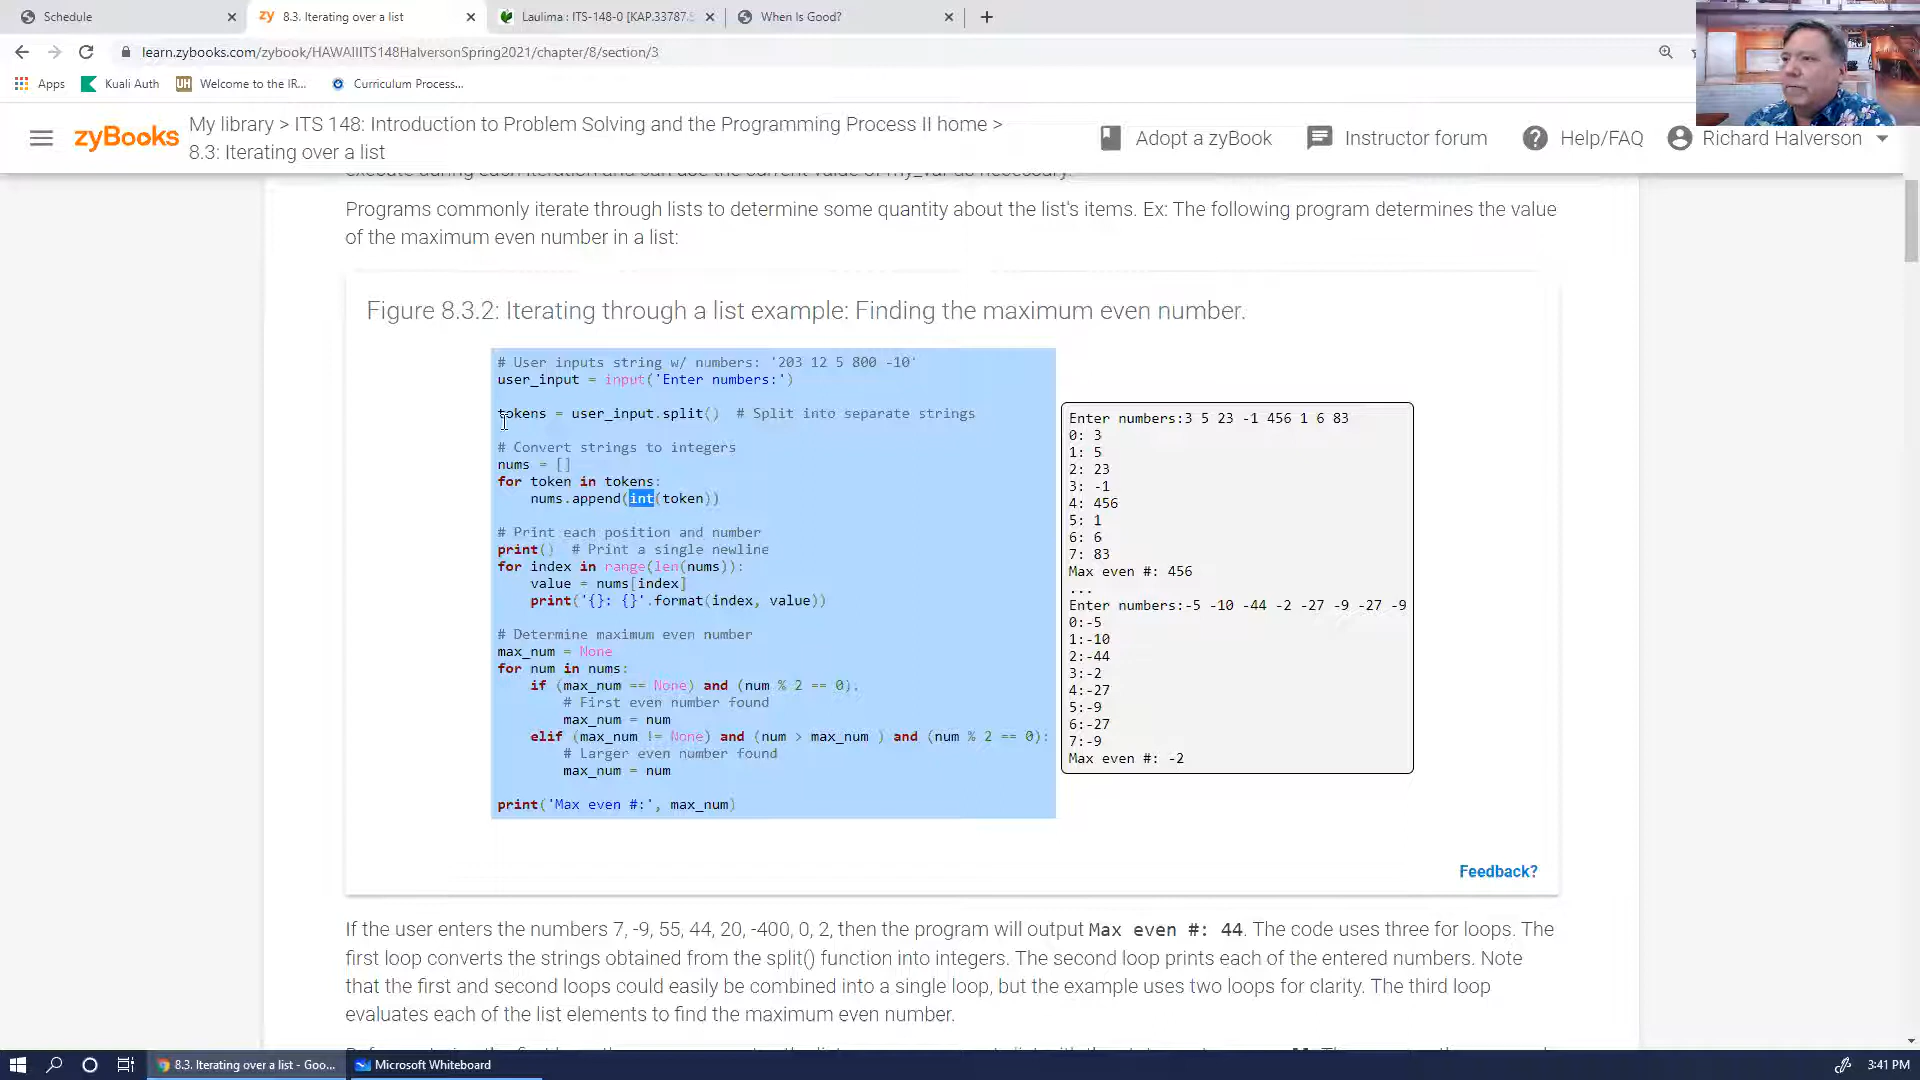 Schedule
zy 8.3. Iterating over a list
Laulima : ITS-148-0 [KAP.33787.
When Is Good?
learn.zybooks.com/zybook/HAWAIIITS148HalversonSpring2021/chapter/8/section/3
Apps
Kuali Auth
UH Welcome to the IR...
Curriculum Process...
zyBooks
My library > ITS 148: Introduction to Problem Solving and the Programming Process II home >
8.3: Iterating over a list
Adopt a zyBook
Instructor forum
Help/FAQ
Richard Halverson
execute during each iteration and can use the current value of my_var as necessary.
Programs commonly iterate through lists to determine some quantity about the list's items. Ex: The following program determines the value
of the maximum even number in a list:
Figure 8.3.2: Iterating through a list example: Finding the maximum even number.
# User inputs string w/ numbers: '203 12 5 800 -10'
user_input = input('Enter numbers:')
tokens = user_input.split()  # Split into separate strings
# Convert strings to integers
nums = []
for token in tokens:
    nums.append(int(token))
# Print each position and number
print()  # Print a single newline
for index in range(len(nums)):
    value = nums[index]
    print('{}: {}'.format(index, value))
# Determine maximum even number
max_num = None
for num in nums:
    if (max_num == None) and (num % 2 == 0):
        # First even number found
        max_num = num
    elif (max_num != None) and (num > max_num ) and (num % 2 == 0):
        # Larger even number found
        max_num = num
print('Max even #:', max_num)
Enter numbers:3 5 23 -1 456 1 6 83
0: 3
1: 5
2: 23
3: -1
4: 456
5: 1
6: 6
7: 83
Max even #: 456
...
Enter numbers:-5 -10 -44 -2 -27 -9 -27 -9
0:-5
1:-10
2:-44
3:-2
4:-27
5:-9
6:-27
7:-9
Max even #: -2
Feedback?
If the user enters the numbers 7, -9, 55, 44, 20, -400, 0, 2, then the program will output Max even #: 44. The code uses three for loops. The
first loop converts the strings obtained from the split() function into integers. The second loop prints each of the entered numbers. Note
that the first and second loops could easily be combined into a single loop, but the example uses two loops for clarity. The third loop
evaluates each of the list elements to find the maximum even number.
8.3. Iterating over a list - Goo...
Microsoft Whiteboard
3:41 PM